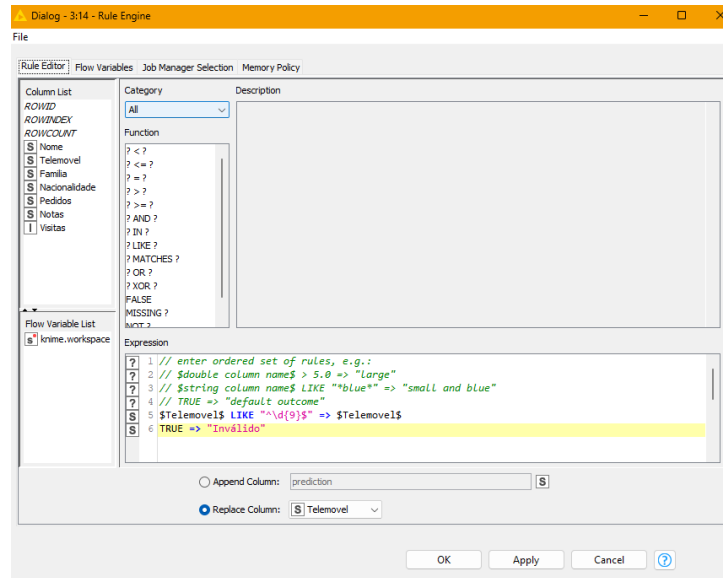 Dialog - 3:14 - Rule Engine
File
Rule Editor Flow Variables Job Manager Selection Memory Policy
Column List
ROWID
ROWINDEX
ROWCOUNT
S Nome
S Telemovel
S Familia
S Nacionalidade
S Pedidos
S Notas
I Visitas
Flow Variable List
s knime.workspace
Category
All
Description
Function
? < ?
? <= ?
? = ?
? > ?
? >= ?
? AND ?
? IN ?
? LIKE ?
? MATCHES ?
? OR ?
? XOR ?
FALSE
MISSING ?
NOT ?
Expression
? 1 // enter ordered set of rules, e.g.:
? 2 // $double column name$ > 5.0 => "large"
? 3 // $string column name$ LIKE "*blue*" => "small and blue"
? 4 // TRUE => "default outcome"
S 5 $Telemovel$ LIKE "^\d{9}$" => $Telemovel$
S 6 TRUE => "Inválido"
Append Column: prediction S
Replace Column: S Telemovel
OK Apply Cancel ?